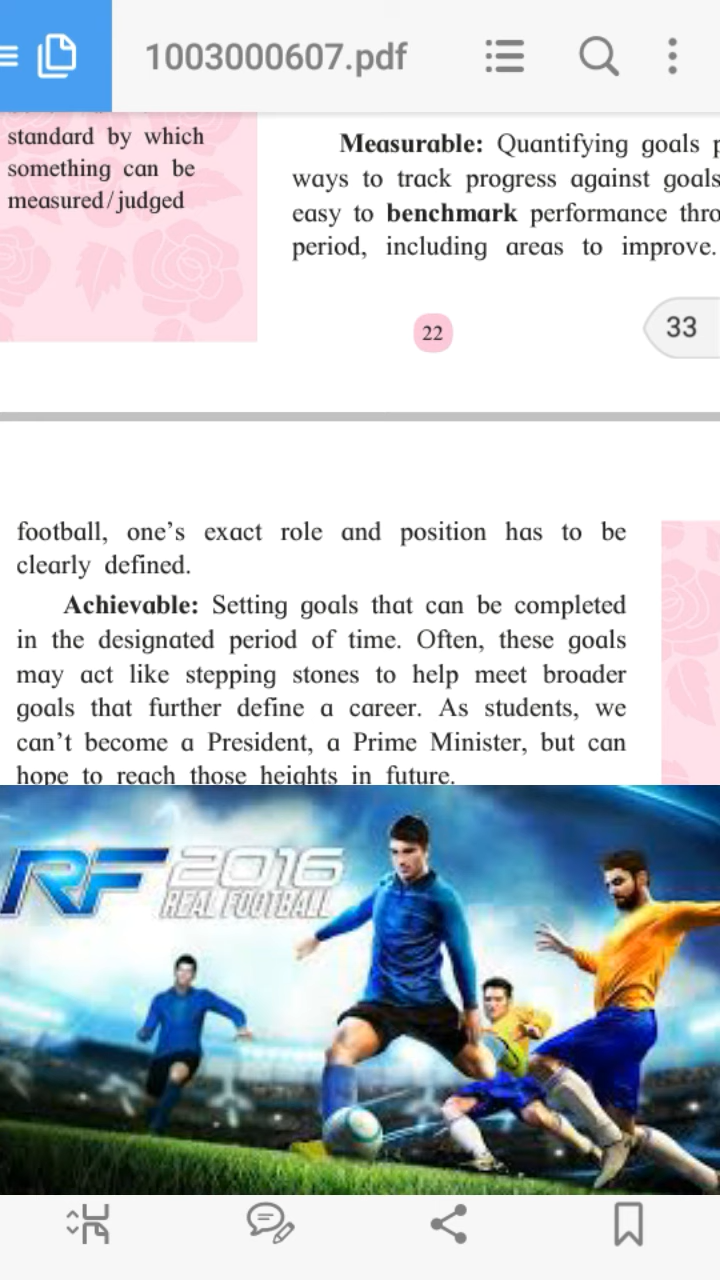 1003000607.pdf
standard by which
something can be
measured/judged
Measurable: Quantifying goals
ways to track progress against goals
easy to benchmark performance
period, including areas to improve.
22
33
football, one's exact role and position has to be
clearly defined.
Achievable: Setting goals that can be completed
in the designated period of time. Often, these goals
may act like stepping stones to help meet broader
goals that further define a career. As students, we
can't become a President, a Prime Minister, but can
hope to reach those heights in future.
RF 2016
REAL FOOTBALL